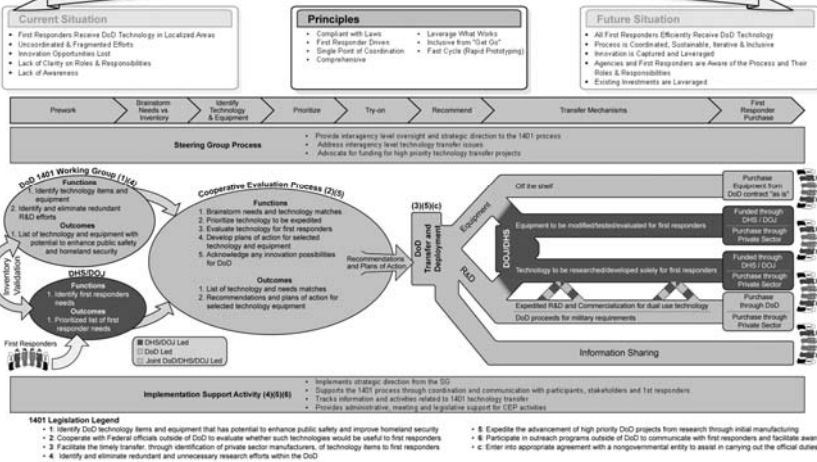 Current Situation
• First Responders Receive DoD Technology in Localized Areas
• Uncoordinated & Fragmented Efforts
• Innovation Opportunities Lost
• Lack of Clarity on Roles & Responsibilities
• Lack of Awareness
Principles
• Compliant with Laws
• First Responder Driven
• Single Point of Coordination
• Comprehensive
• Leverage What Works
• Inclusive from "Get Go"
• Fast Cycle (Rapid Prototyping)
Future Situation
• All First Responders Efficiently Receive DoD Technology
• Process is Coordinated, Sustainable, Iterative & Inclusive
• Innovation is Captured and Leveraged
• Agencies and First Responders are Aware of the Process and Their
Roles & Responsibilities
• Existing Investments are Leveraged
Prework
Brainstorm
Needs vs
Inventory
Identify
Technology
& Equipment
Prioritize
Try-on
Recommend
Transfer Mechanisms
First
Responder
Purchase
Steering Group Process
• Provide interagency level oversight and strategic direction to the 1401 process
• Address interagency level technology transfer issues
• Advocate for funding for high priority technology transfer projects
DoD 1401 Working Group (1)(4)
Functions
1. Identify technology items and
equipment
2. Identify and eliminate redundant
R&D efforts
Outcomes
1. List of technology and equipment with
potential to enhance public safety
and homeland security
Inventory
Validation
DHS/DOJ
Functions
1. Identify first responders
needs
Outcomes
1. Prioritized list of first
responder needs
First Responders
Cooperative Evaluation Process (2)(5)
Functions
1. Brainstorm needs and technology matches
2. Prioritize technology to be expedited
3. Evaluate technology for first responders
4. Develop plans of action for selected
technology and equipment
5. Acknowledge any innovation possibilities
for DoD
Outcomes
1. List of technology and needs matches
2. Recommendations and plans of action for
selected technology equipment
DHS/DOJ Led
DoD Led
Joint DoD/DHS/DOJ Led
Recommendations
and Plans of Action
(3)(5)(c)
DoD
Transfer and
Deployment
Equipment
R&D
DOJ/DHS
Off the shelf
Equipment to be modified/tested/evaluated for first responders
Technology to be researched/developed solely for first responders
Expedited R&D and Commercialization for dual use technology
DoD proceeds for military requirements
Information Sharing
Purchase
Equipment from
DoD contract "as is"
Funded through
DHS / DOJ
Purchase through
Private Sector
Funded through
DHS / DOJ
Purchase through
Private Sector
Purchase
through DoD
Purchase through
Private Sector
Implementation Support Activity (4)(5)(6)
• Implements strategic direction from the SG
• Supports the 1401 process through coordination and communication with participants, stakeholders and 1st responders
• Tracks information and activities related to 1401 technology transfer
• Provides administrative, meeting and legislative support for CEP activities
1401 Legislation Legend
• 1: Identify DoD technology items and equipment that has potential to enhance public safety and improve homeland security
• 2: Cooperate with Federal officials outside of DoD to evaluate whether such technologies would be useful to first responders
• 3: Facilitate the timely transfer, through identification of private sector manufacturers, of technology items to first responders
• 4: Identify and eliminate redundant and unnecessary research efforts within the DoD
• 5: Expedite the advancement of high priority DoD projects from research through initial manufacturing
• 6: Participate in outreach programs outside of DoD to communicate with first responders and facilitate awar
• c: Enter into appropriate agreement with a nongovernmental entity to assist in carrying out the official duties